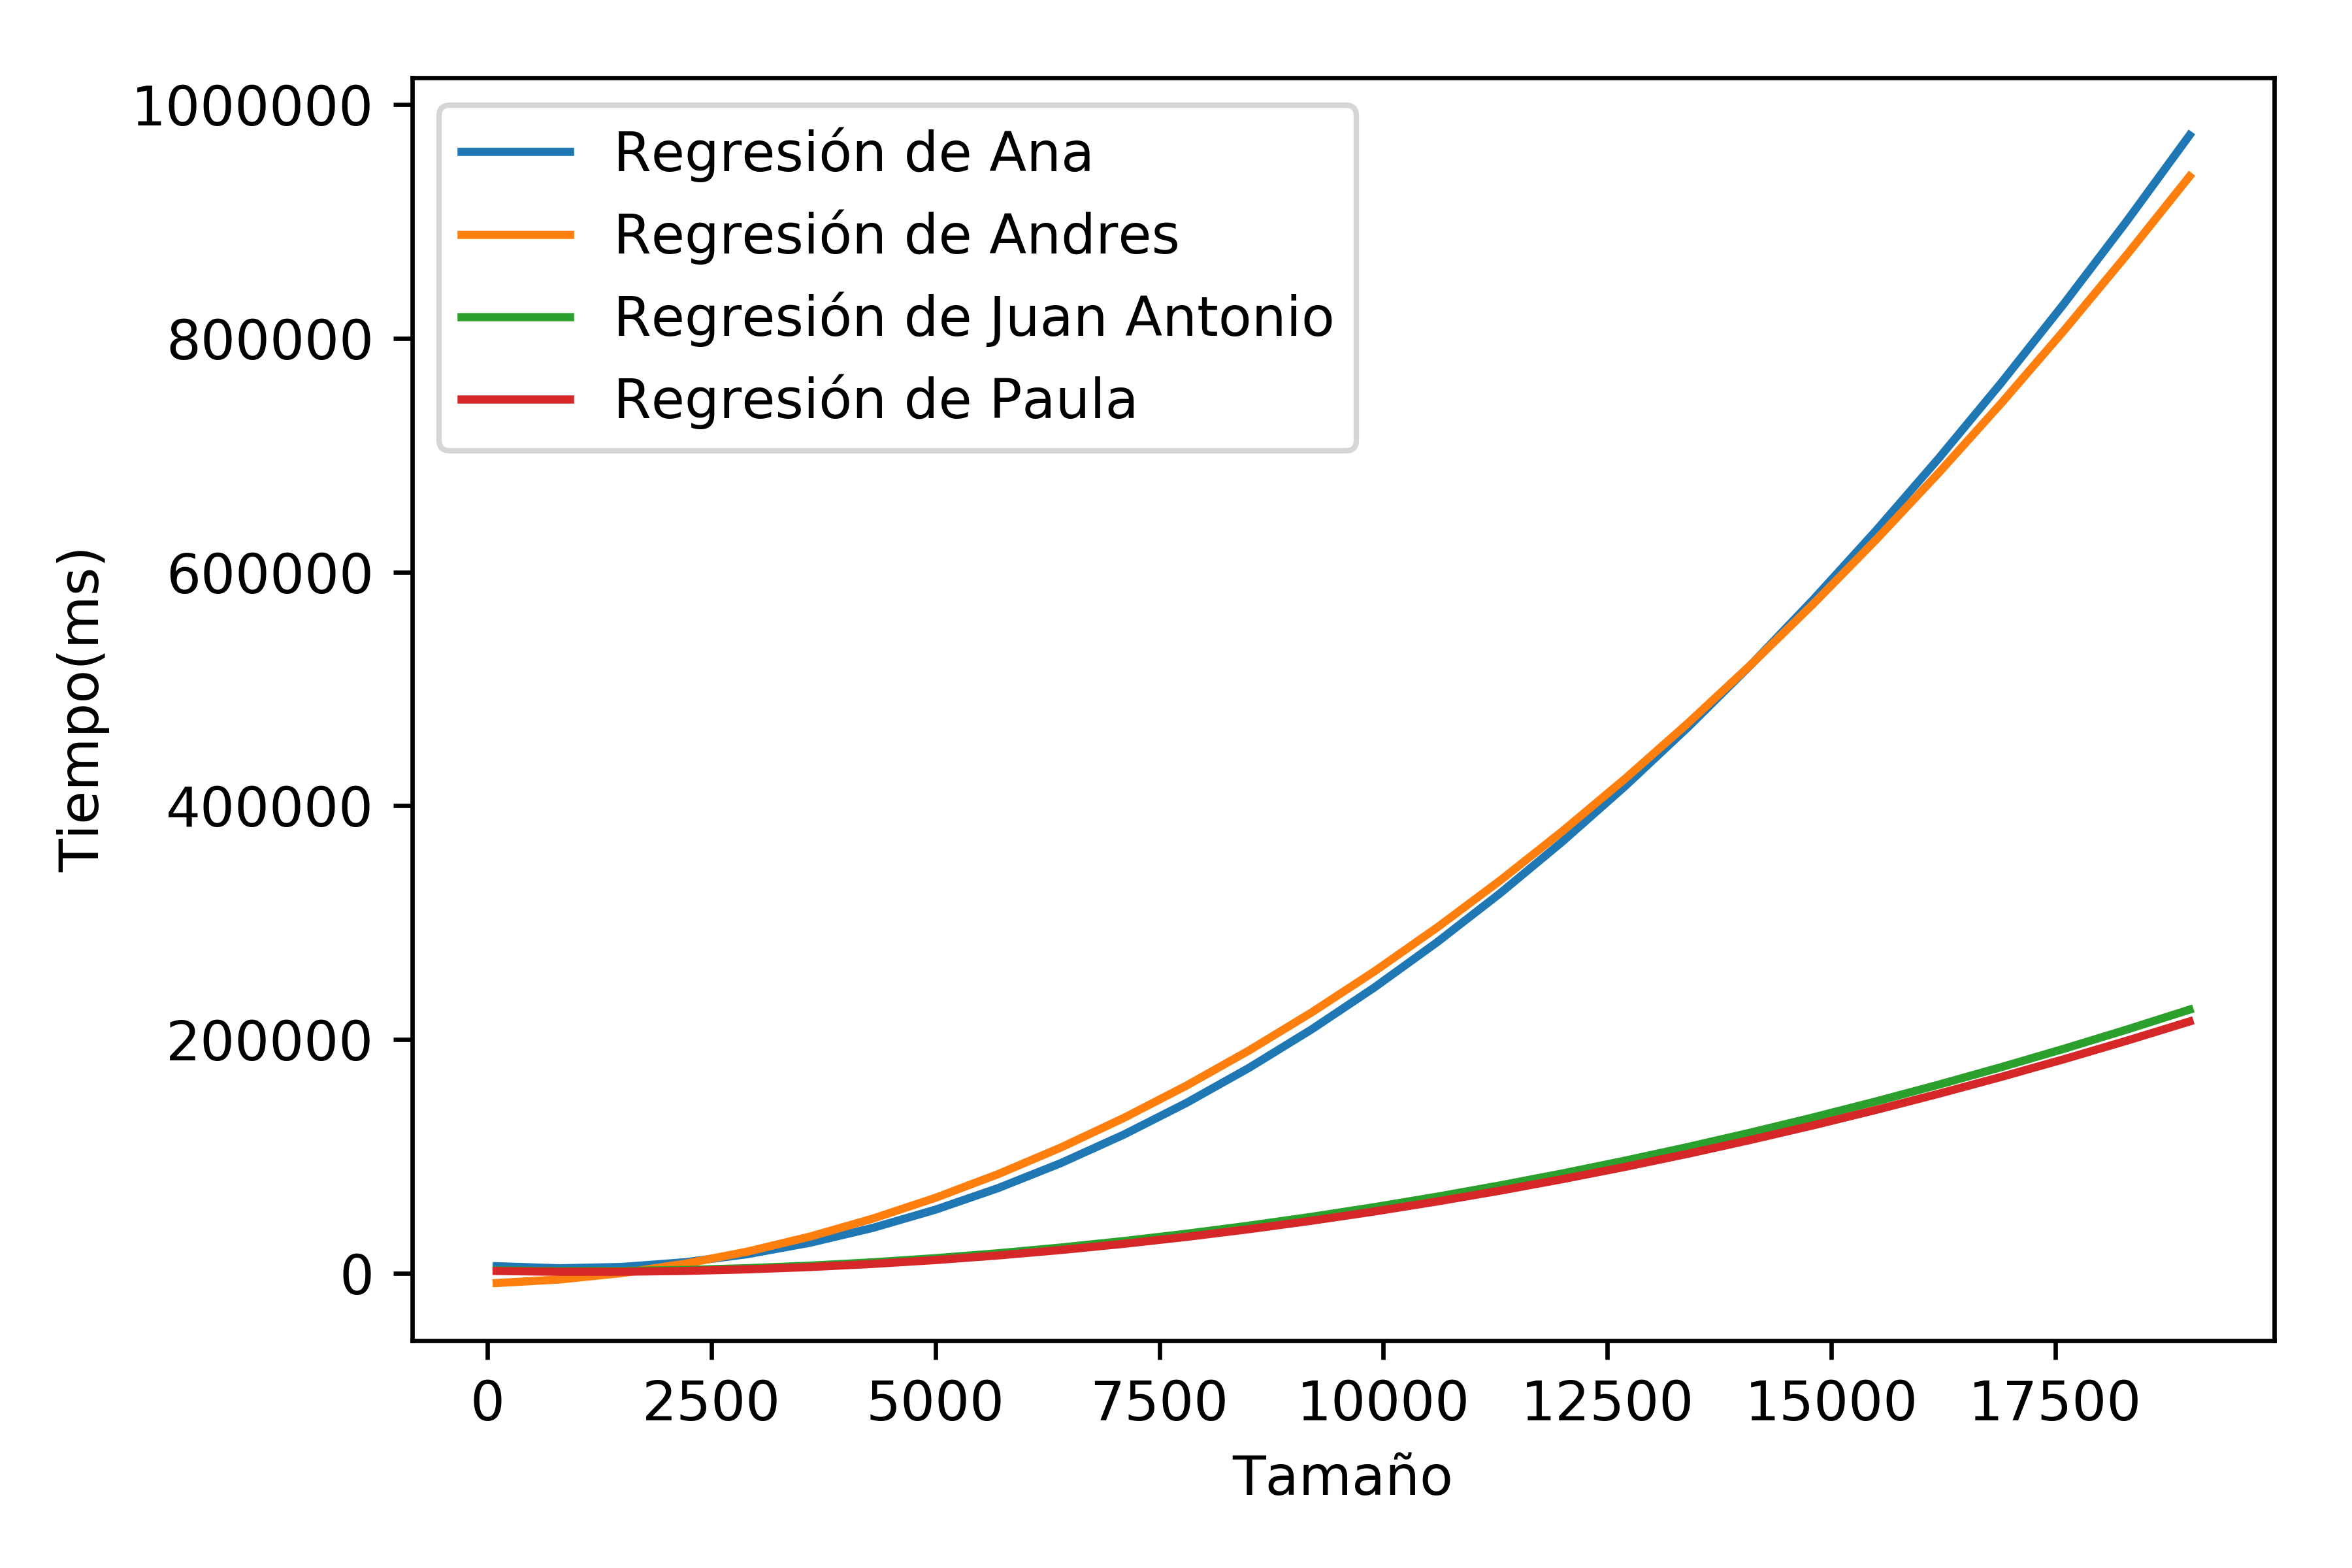 Regresión de Ana
Regresión de Andres
Regresión de Juan Antonio
Regresión de Paula
1000000
800000
600000
400000
200000
0
Tiempo(ms)
0 2500 5000 7500 10000 12500 15000 17500
Tamaño